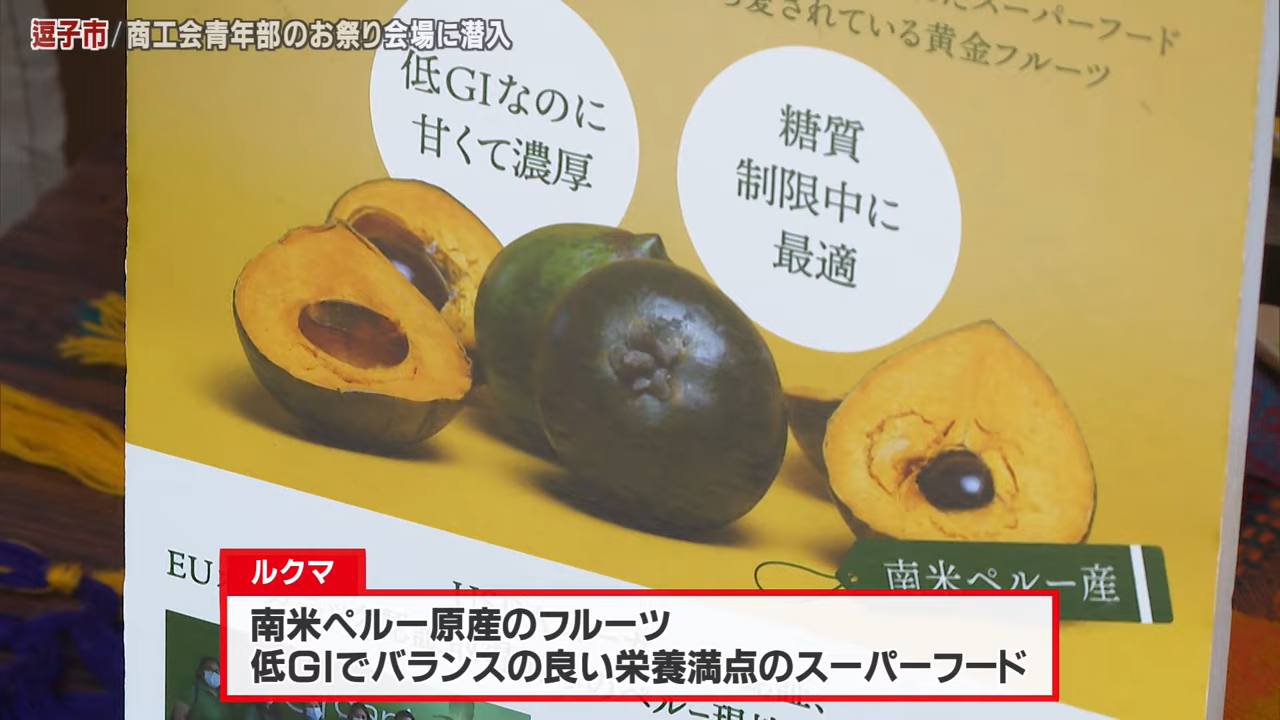 逗子市/商工会青年部のお祭り会場に潜入
スーパーフード
愛されている黄金フルーツ
低GIなのに
甘くて濃厚
糖質
制限中に
最適
南米ペルー産
EU
ルクマ
南米ペルー原産のフルーツ
低GIでバランスの良い栄養満点のスーパーフード